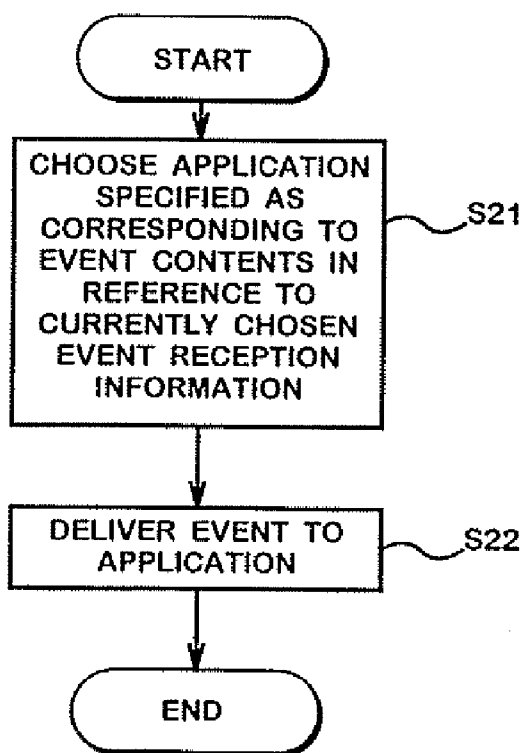 START
CHOOSE APPLICATION
SPECIFIED AS
CORRESPONDING TO
EVENT CONTENTS IN
REFERENCE TO
CURRENTLY CHOSEN
EVENT RECEPTION
INFORMATION
S21
DELIVER EVENT TO
APPLICATION
S22
END